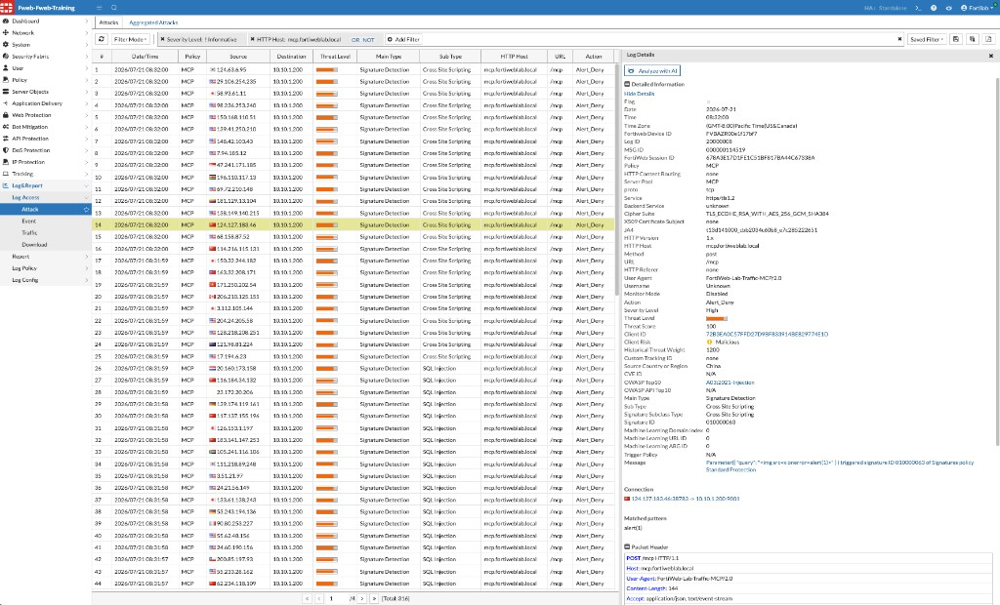 Fweb-Fweb-Training
HA: Standalone
Fortilab
Dashboard
Network
System
Security Fabric
User
Policy
Server Objects
Application Delivery
Web Protection
Bot Mitigation
API Protection
DoS Protection
IP Protection
Tracking
Log&Report
Log Access
Attack
Event
Traffic
Download
Report
Log Policy
Log Config
Attacks Aggregated Attacks
Filter Mode Severity Level: ! Informative HTTP Host: mcp.fortiweblab.local OR NOT Add Filter Saved Filter
# Date/Time Policy Source Destination Threat Level Main Type Sub Type HTTP Host URL Action
1 2026/07/21 08:32:00 MCP 124.63.6.95 10.10.1.200 Signature Detection Cross Site Scripting mcp.fortiweblab.local /mcp Alert_Deny
2 2026/07/21 08:32:00 MCP 29.106.254.235 10.10.1.200 Signature Detection Cross Site Scripting mcp.fortiweblab.local /mcp Alert_Deny
3 2026/07/21 08:32:00 MCP 58.93.61.11 10.10.1.200 Signature Detection Cross Site Scripting mcp.fortiweblab.local /mcp Alert_Deny
4 2026/07/21 08:32:00 MCP 98.236.253.240 10.10.1.200 Signature Detection Cross Site Scripting mcp.fortiweblab.local /mcp Alert_Deny
5 2026/07/21 08:32:00 MCP 150.168.110.51 10.10.1.200 Signature Detection Cross Site Scripting mcp.fortiweblab.local /mcp Alert_Deny
6 2026/07/21 08:32:00 MCP 159.41.250.210 10.10.1.200 Signature Detection Cross Site Scripting mcp.fortiweblab.local /mcp Alert_Deny
7 2026/07/21 08:32:00 MCP 148.42.103.43 10.10.1.200 Signature Detection Cross Site Scripting mcp.fortiweblab.local /mcp Alert_Deny
8 2026/07/21 08:32:00 MCP 7.94.165.12 10.10.1.200 Signature Detection Cross Site Scripting mcp.fortiweblab.local /mcp Alert_Deny
9 2026/07/21 08:32:00 MCP 47.241.171.185 10.10.1.200 Signature Detection Cross Site Scripting mcp.fortiweblab.local /mcp Alert_Deny
10 2026/07/21 08:32:00 MCP 196.110.117.13 10.10.1.200 Signature Detection Cross Site Scripting mcp.fortiweblab.local /mcp Alert_Deny
11 2026/07/21 08:32:00 MCP 69.72.210.148 10.10.1.200 Signature Detection Cross Site Scripting mcp.fortiweblab.local /mcp Alert_Deny
12 2026/07/21 08:32:00 MCP 181.129.13.104 10.10.1.200 Signature Detection Cross Site Scripting mcp.fortiweblab.local /mcp Alert_Deny
13 2026/07/21 08:32:00 MCP 138.149.140.215 10.10.1.200 Signature Detection Cross Site Scripting mcp.fortiweblab.local /mcp Alert_Deny
14 2026/07/21 08:32:00 MCP 10.10.1.200 Signature Detection Cross Site Scripting mcp.fortiweblab.local /mcp Alert_Deny
15 2026/07/21 08:32:00 MCP 68.158.87.52 10.10.1.200 Signature Detection Cross Site Scripting mcp.fortiweblab.local /mcp Alert_Deny
16 2026/07/21 08:32:00 MCP 114.216.115.131 10.10.1.200 Signature Detection Cross Site Scripting mcp.fortiweblab.local /mcp Alert_Deny
17 2026/07/21 08:31:59 MCP 150.32.244.182 10.10.1.200 Signature Detection Cross Site Scripting mcp.fortiweblab.local /mcp Alert_Deny
18 2026/07/21 08:31:59 MCP 163.32.208.171 10.10.1.200 Signature Detection Cross Site Scripting mcp.fortiweblab.local /mcp Alert_Deny
19 2026/07/21 08:31:59 MCP 171.250.202.54 10.10.1.200 Signature Detection Cross Site Scripting mcp.fortiweblab.local /mcp Alert_Deny
20 2026/07/21 08:31:59 MCP 206.210.125.155 10.10.1.200 Signature Detection Cross Site Scripting mcp.fortiweblab.local /mcp Alert_Deny
21 2026/07/21 08:31:59 MCP 3.112.105.144 10.10.1.200 Signature Detection Cross Site Scripting mcp.fortiweblab.local /mcp Alert_Deny
22 2026/07/21 08:31:59 MCP 204.24.205.58 10.10.1.200 Signature Detection Cross Site Scripting mcp.fortiweblab.local /mcp Alert_Deny
23 2026/07/21 08:31:59 MCP 128.218.208.251 10.10.1.200 Signature Detection Cross Site Scripting mcp.fortiweblab.local /mcp Alert_Deny
24 2026/07/21 08:31:59 MCP 121.98.81.224 10.10.1.200 Signature Detection Cross Site Scripting mcp.fortiweblab.local /mcp Alert_Deny
25 2026/07/21 08:31:59 MCP 17.194.6.23 10.10.1.200 Signature Detection Cross Site Scripting mcp.fortiweblab.local /mcp Alert_Deny
26 2026/07/21 08:31:59 MCP 20.160.173.158 10.10.1.200 Signature Detection SQL Injection mcp.fortiweblab.local /mcp Alert_Deny
27 2026/07/21 08:31:59 MCP 116.184.34.132 10.10.1.200 Signature Detection SQL Injection mcp.fortiweblab.local /mcp Alert_Deny
28 2026/07/21 08:31:59 MCP 23.172.20.206 10.10.1.200 Signature Detection SQL Injection mcp.fortiweblab.local /mcp Alert_Deny
29 2026/07/21 08:31:58 MCP 139.174.119.161 10.10.1.200 Signature Detection SQL Injection mcp.fortiweblab.local /mcp Alert_Deny
30 2026/07/21 08:31:58 MCP 117.137.155.196 10.10.1.200 Signature Detection SQL Injection mcp.fortiweblab.local /mcp Alert_Deny
31 2026/07/21 08:31:58 MCP 126.153.1.197 10.10.1.200 Signature Detection SQL Injection mcp.fortiweblab.local /mcp Alert_Deny
32 2026/07/21 08:31:58 MCP 183.141.147.253 10.10.1.200 Signature Detection SQL Injection mcp.fortiweblab.local /mcp Alert_Deny
33 2026/07/21 08:31:58 MCP 105.241.116.106 10.10.1.200 Signature Detection SQL Injection mcp.fortiweblab.local /mcp Alert_Deny
34 2026/07/21 08:31:58 MCP 111.218.89.248 10.10.1.200 Signature Detection SQL Injection mcp.fortiweblab.local /mcp Alert_Deny
35 2026/07/21 08:31:58 MCP 3.51.21.97 10.10.1.200 Signature Detection SQL Injection mcp.fortiweblab.local /mcp Alert_Deny
36 2026/07/21 08:31:58 MCP 24.21.56.149 10.10.1.200 Signature Detection SQL Injection mcp.fortiweblab.local /mcp Alert_Deny
37 2026/07/21 08:31:58 MCP 133.61.138.243 10.10.1.200 Signature Detection SQL Injection mcp.fortiweblab.local /mcp Alert_Deny
38 2026/07/21 08:31:58 MCP 53.243.194.136 10.10.1.200 Signature Detection SQL Injection mcp.fortiweblab.local /mcp Alert_Deny
39 2026/07/21 08:31:58 MCP 90.80.253.227 10.10.1.200 Signature Detection SQL Injection mcp.fortiweblab.local /mcp Alert_Deny
40 2026/07/21 08:31:58 MCP 55.62.48.156 10.10.1.200 Signature Detection SQL Injection mcp.fortiweblab.local /mcp Alert_Deny
41 2026/07/21 08:31:58 MCP 24.60.190.156 10.10.1.200 Signature Detection SQL Injection mcp.fortiweblab.local /mcp Alert_Deny
42 2026/07/21 08:31:57 MCP 200.85.197.93 10.10.1.200 Signature Detection SQL Injection mcp.fortiweblab.local /mcp Alert_Deny
43 2026/07/21 08:31:57 MCP 55.233.28.162 10.10.1.200 Signature Detection SQL Injection mcp.fortiweblab.local /mcp Alert_Deny
44 2026/07/21 08:31:57 MCP 62.234.118.109 10.10.1.200 Signature Detection SQL Injection mcp.fortiweblab.local /mcp Alert_Deny
1 /4 [Total: 316]
Log Details
Analyze with AI
Detailed Information
Hide Details
Flag
Date 2026-07-21
Time 08:32:00
Time Zone (GMT-8:00)Pacific Time(US&Canada)
Fortiweb Device ID
Log ID 20000008
MSG ID 000000114519
FortiWeb Session ID
Policy MCP
HTTP Content Routing none
Server Pool MCP
proto tcp
Service https/tls1.2
Backend Service unknown
Cipher Suite TLS_ECDHE_RSA_WITH_AES_256_GCM_SHA384
X509 Certificate Subject none
JA4
HTTP Version 1.x
HTTP Host mcp.fortiweblab.local
Method post
URL /mcp
HTTP Referer none
User Agent FortiWeb-Lab-Traffic-MCP/2.0
Username Unknown
Monitor Mode Disabled
Action Alert_Deny
Severity Level High
Threat Level
Threat Score 100
Client ID
Client Risk Malicious
Historical Threat Weight 1200
Custom Tracking ID none
Source Country or Region China
CVE ID N/A
OWASP Top10 A03:2021-Injection
OWASP API Top10 N/A
Main Type Signature Detection
Sub Type Cross Site Scripting
Signature Subclass Type Cross Site Scripting
Signature ID 010000063
Machine Learning Domain Index 0
Machine Learning URL ID 0
Machine Learning ARG ID 0
Trigger Policy N/A
Message Parameter({ "query":"<img src=x onerror=alert(1)>" } ) triggered signature ID 010000063 of Signatures policy
Standard Protection
Connection
-> 10.10.1.200:9001
Matched pattern
alert(1)
Packet Header
POST /mcp HTTP/1.1
Host: mcp.fortiweblab.local
User-Agent: FortiWeb-Lab-Traffic-MCP/2.0
Content-Length: 144
Accept: application/json, text/event-stream